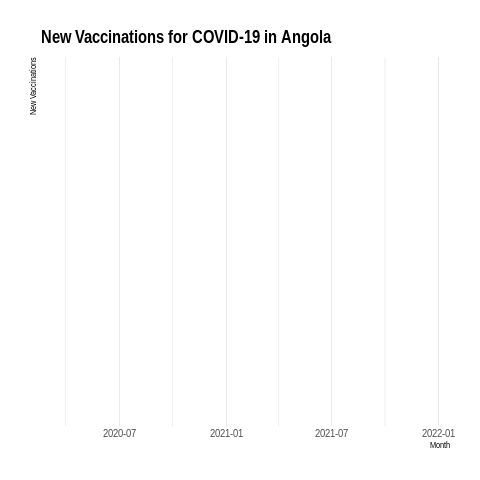 New Vaccinations for COVID-19 in Angola
New Vaccinations
2020-07
2021-01
2021-07
2022-01
Month